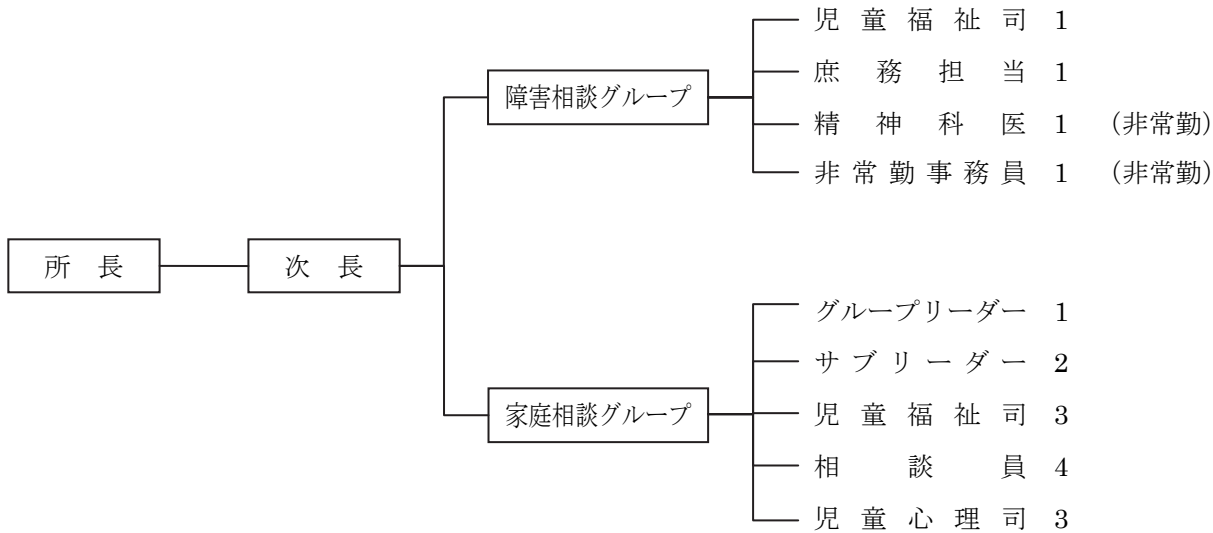 児童福祉司 1
庶務担当 1
障害相談グループ
精神科医 1 （非常勤）
非常勤事務員 1 （非常勤）
所長
次長
グループリーダー 1
サブリーダー 2
家庭相談グループ
児童福祉司 3
相談員 4
児童心理司 3